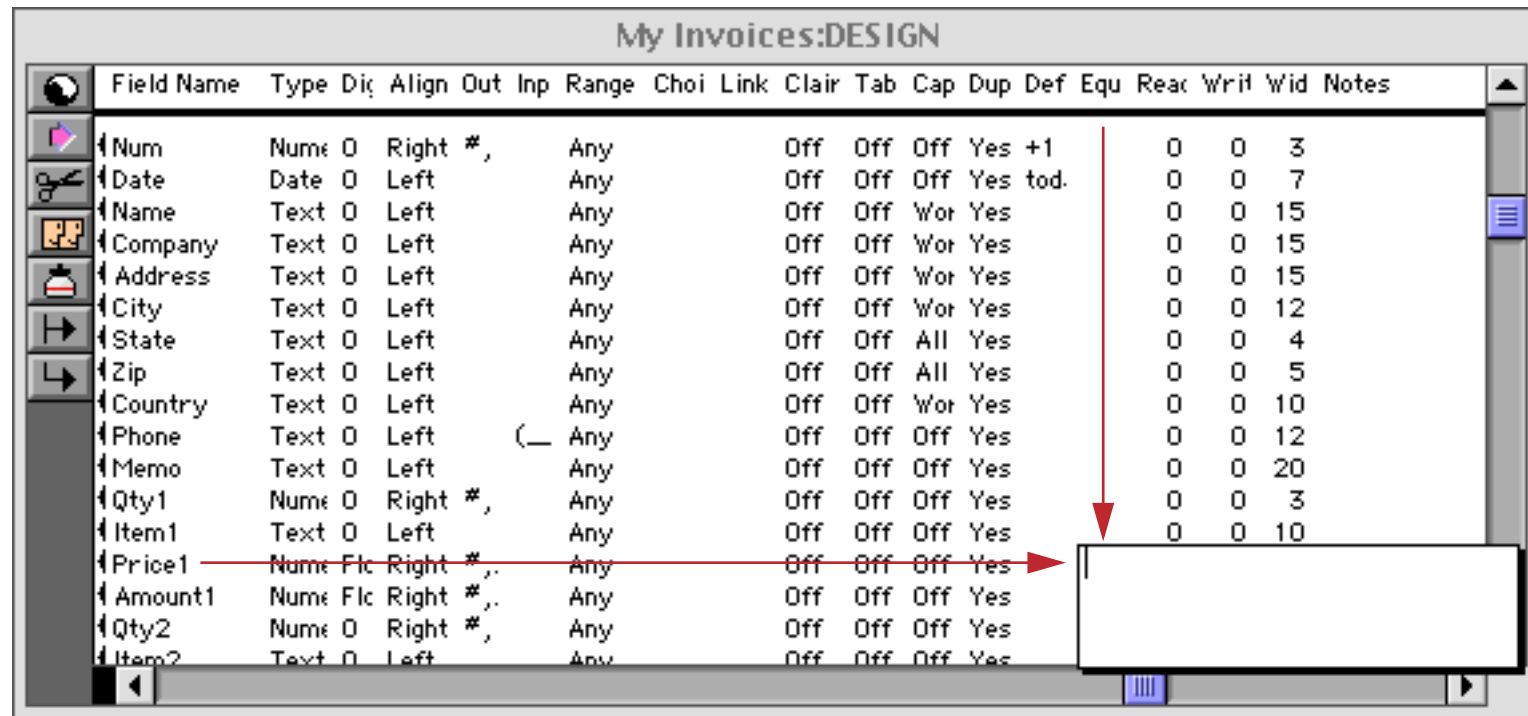 My Invoices:DESIGN
Field Name Type Dig Align Out Inp Range Choi Link Clair Tab Cap Dup Def Equ Read Writ Wid Notes
Num Nume 0 Right #, Any Off Off Off Yes +1 0 0 3
Date Date 0 Left Any Off Off Off Yes tod. 0 0 7
Name Text 0 Left Any Off Off Wor Yes 0 0 15
Company Text 0 Left Any Off Off Wor Yes 0 0 15
Address Text 0 Left Any Off Off Wor Yes 0 0 15
City Text 0 Left Any Off Off Wor Yes 0 0 12
State Text 0 Left Any Off Off All Yes 0 0 4
Zip Text 0 Left Any Off Off All Yes 0 0 5
Country Text 0 Left Any Off Off Wor Yes 0 0 10
Phone Text 0 Left (_ Any Off Off Off Yes 0 0 12
Memo Text 0 Left Any Off Off Off Yes 0 0 20
Qty1 Nume 0 Right #, Any Off Off Off Yes 0 0 3
Item1 Text 0 Left Any Off Off Off Yes 0 0 10
Price1 Nume Flo Right #,. Any Off Off Off Yes
Amount1 Nume Flo Right #,. Any Off Off Off Yes
Qty2 Nume 0 Right #, Any Off Off Off Yes
Item2 Text 0 Left Any Off Off Off Yes